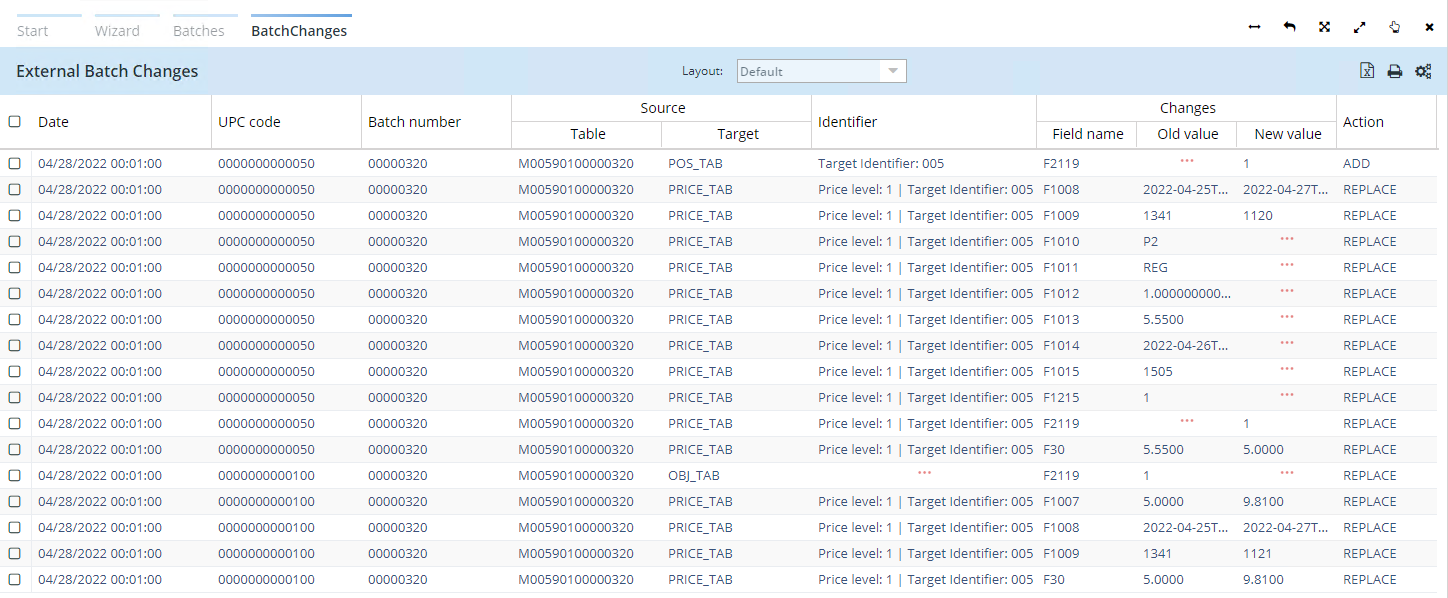 Start Wizard Batches BatchChanges
External Batch Changes Layout: Default
Date UPC code Batch number Source Identifier Changes Action
Table Target Field name Old value New value
04/28/2022 00:01:00 0000000000050 00000320 M00590100000320 POS_TAB Target Identifier: 005 F2119 *** 1 ADD
04/28/2022 00:01:00 0000000000050 00000320 M00590100000320 PRICE_TAB Price level: 1 | Target Identifier: 005 F1008 2022-04-25T... 2022-04-27T... REPLACE
04/28/2022 00:01:00 0000000000050 00000320 M00590100000320 PRICE_TAB Price level: 1 | Target Identifier: 005 F1009 1341 1120 REPLACE
04/28/2022 00:01:00 0000000000050 00000320 M00590100000320 PRICE_TAB Price level: 1 | Target Identifier: 005 F1010 P2 *** REPLACE
04/28/2022 00:01:00 0000000000050 00000320 M00590100000320 PRICE_TAB Price level: 1 | Target Identifier: 005 F1011 REG *** REPLACE
04/28/2022 00:01:00 0000000000050 00000320 M00590100000320 PRICE_TAB Price level: 1 | Target Identifier: 005 F1012 1.000000000... *** REPLACE
04/28/2022 00:01:00 0000000000050 00000320 M00590100000320 PRICE_TAB Price level: 1 | Target Identifier: 005 F1013 5.5500 *** REPLACE
04/28/2022 00:01:00 0000000000050 00000320 M00590100000320 PRICE_TAB Price level: 1 | Target Identifier: 005 F1014 2022-04-26T... *** REPLACE
04/28/2022 00:01:00 0000000000050 00000320 M00590100000320 PRICE_TAB Price level: 1 | Target Identifier: 005 F1015 1505 *** REPLACE
04/28/2022 00:01:00 0000000000050 00000320 M00590100000320 PRICE_TAB Price level: 1 | Target Identifier: 005 F1215 1 *** REPLACE
04/28/2022 00:01:00 0000000000050 00000320 M00590100000320 PRICE_TAB Price level: 1 | Target Identifier: 005 F2119 *** 1 REPLACE
04/28/2022 00:01:00 0000000000050 00000320 M00590100000320 PRICE_TAB Price level: 1 | Target Identifier: 005 F30 5.5500 5.0000 REPLACE
04/28/2022 00:01:00 0000000000100 00000320 M00590100000320 OBJ_TAB *** F2119 1 *** REPLACE
04/28/2022 00:01:00 0000000000100 00000320 M00590100000320 PRICE_TAB Price level: 1 | Target Identifier: 005 F1007 5.0000 9.8100 REPLACE
04/28/2022 00:01:00 0000000000100 00000320 M00590100000320 PRICE_TAB Price level: 1 | Target Identifier: 005 F1008 2022-04-25T... 2022-04-27T... REPLACE
04/28/2022 00:01:00 0000000000100 00000320 M00590100000320 PRICE_TAB Price level: 1 | Target Identifier: 005 F1009 1341 1121 REPLACE
04/28/2022 00:01:00 0000000000100 00000320 M00590100000320 PRICE_TAB Price level: 1 | Target Identifier: 005 F30 5.0000 9.8100 REPLACE